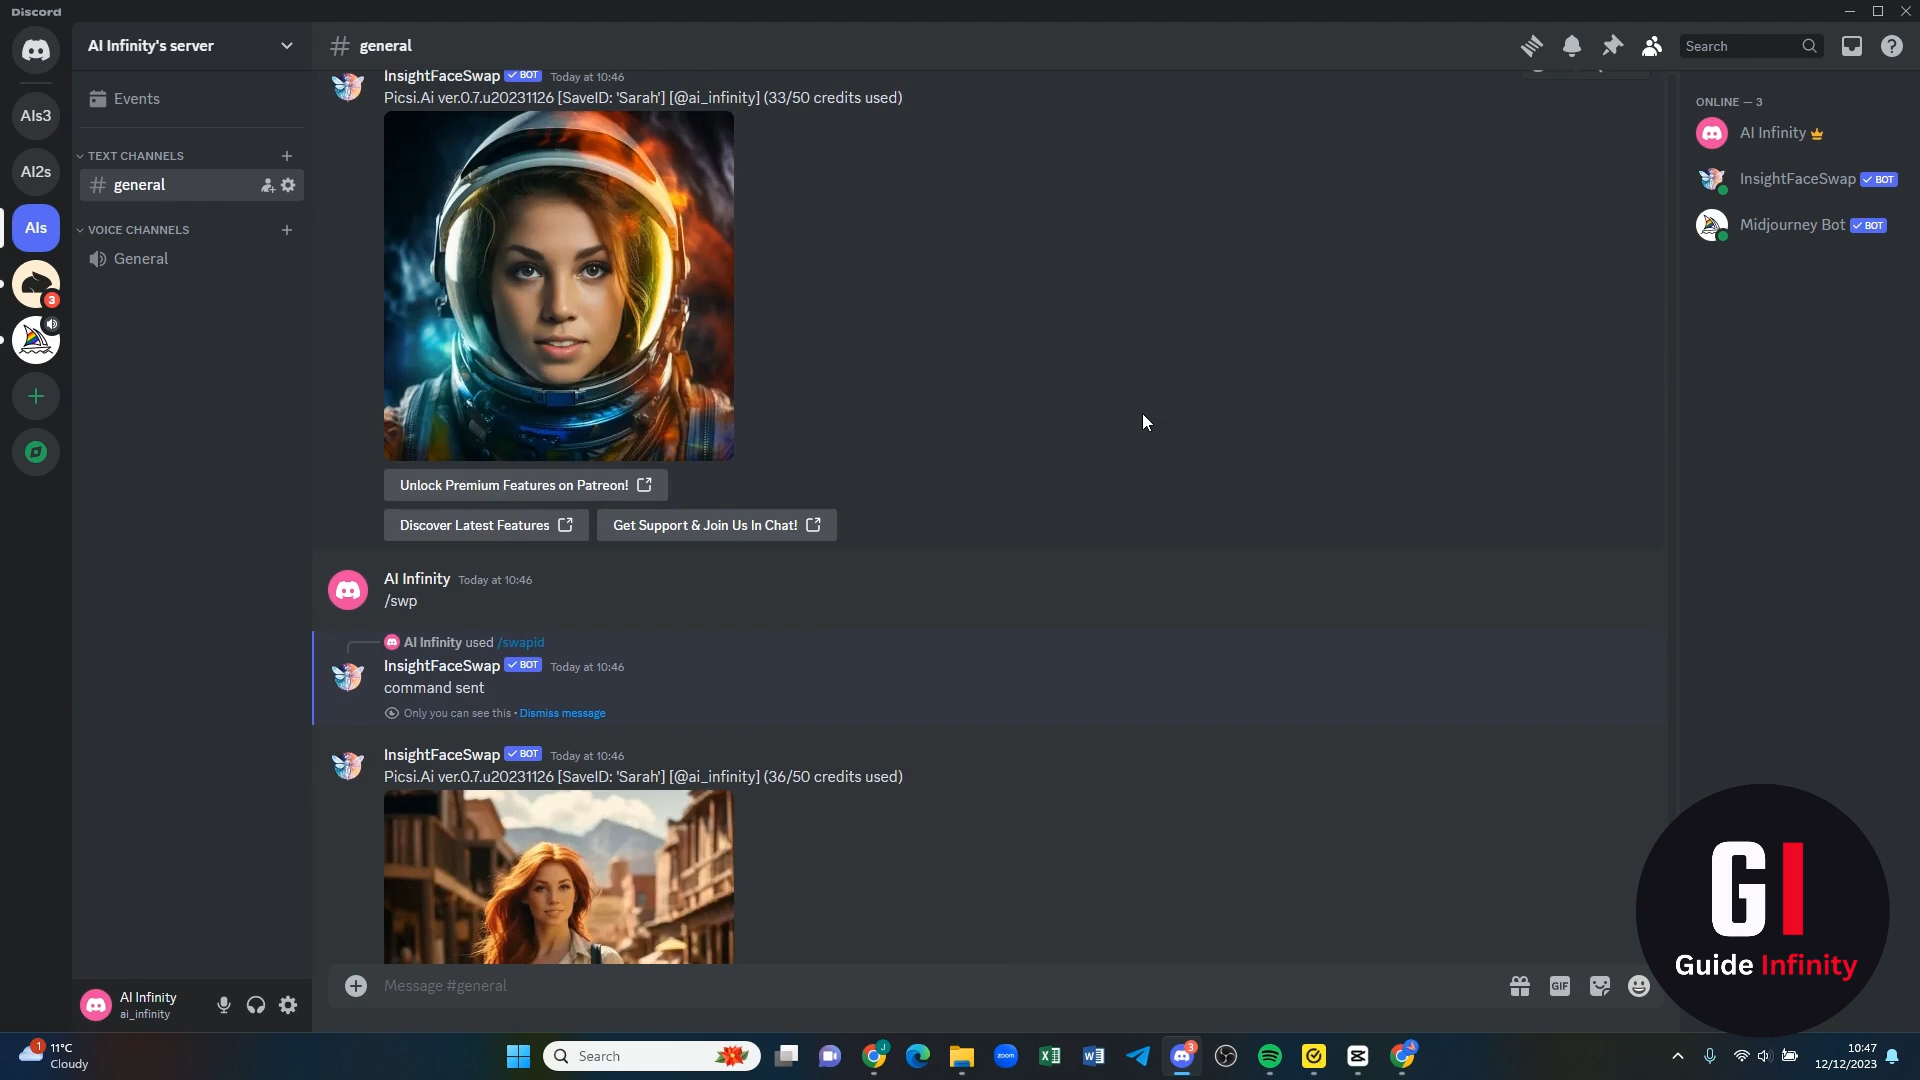 Discord
AI Infinity's server
general
Search
Events
TEXT CHANNELS
general
VOICE CHANNELS
General
AIs3
AI2s
AIs
3
InsightFaceSwap BOT Today at 10:46
Picsi.Ai ver.0.7.u20231126 [SaveID: 'Sarah'] [@ai_infinity] (33/50 credits used)
Unlock Premium Features on Patreon!
Discover Latest Features
Get Support & Join Us In Chat!
AI Infinity Today at 10:46
/swp
AI Infinity used /swapid
InsightFaceSwap BOT Today at 10:46
command sent
Only you can see this • Dismiss message
InsightFaceSwap BOT Today at 10:46
Picsi.Ai ver.0.7.u20231126 [SaveID: 'Sarah'] [@ai_infinity] (36/50 credits used)
Message #general
GIF
ONLINE — 3
AI Infinity
InsightFaceSwap BOT
Midjourney Bot BOT
GI
Guide Infinity
AI Infinity
ai_infinity
1
11°C
Cloudy
Search
J
zoom
3
10:47
12/12/2023